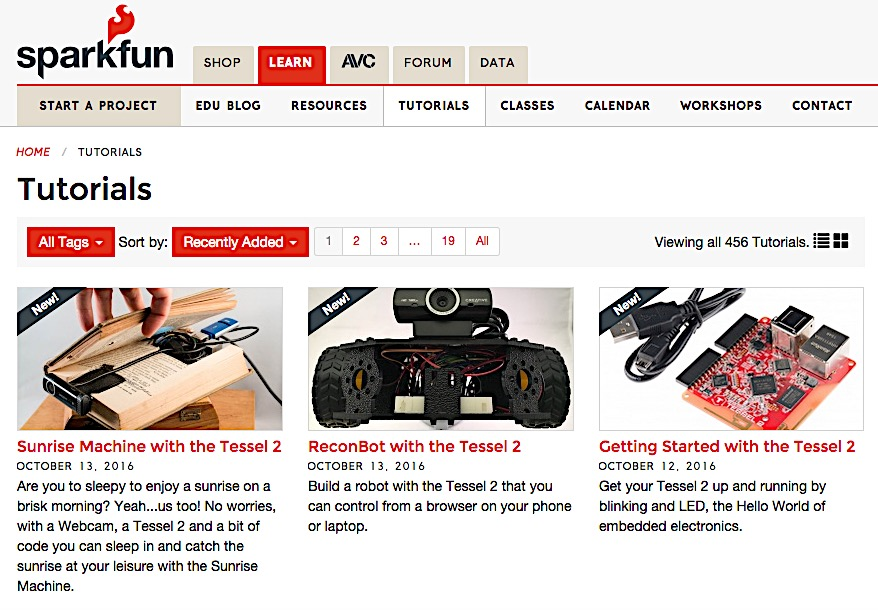 sparkfun
SHOP
LEARN
AVC
FORUM
DATA
START A PROJECT
EDU BLOG
RESOURCES
TUTORIALS
CLASSES
CALENDAR
WORKSHOPS
CONTACT
HOME / TUTORIALS
Tutorials
All Tags
Sort by:
Recently Added
1
2
3
...
19
All
Viewing all 456 Tutorials.
New!
Sunrise Machine with the Tessel 2
OCTOBER 13, 2016
Are you to sleepy to enjoy a sunrise on a
brisk morning? Yeah...us too! No worries,
with a Webcam, a Tessel 2 and a bit of
code you can sleep in and catch the
sunrise at your leisure with the Sunrise
Machine.
New!
CREATIVE
ReconBot with the Tessel 2
OCTOBER 13, 2016
Build a robot with the Tessel 2 that you
can control from a browser on your phone
or laptop.
New!
Getting Started with the Tessel 2
OCTOBER 12, 2016
Get your Tessel 2 up and running by
blinking and LED, the Hello World of
embedded electronics.